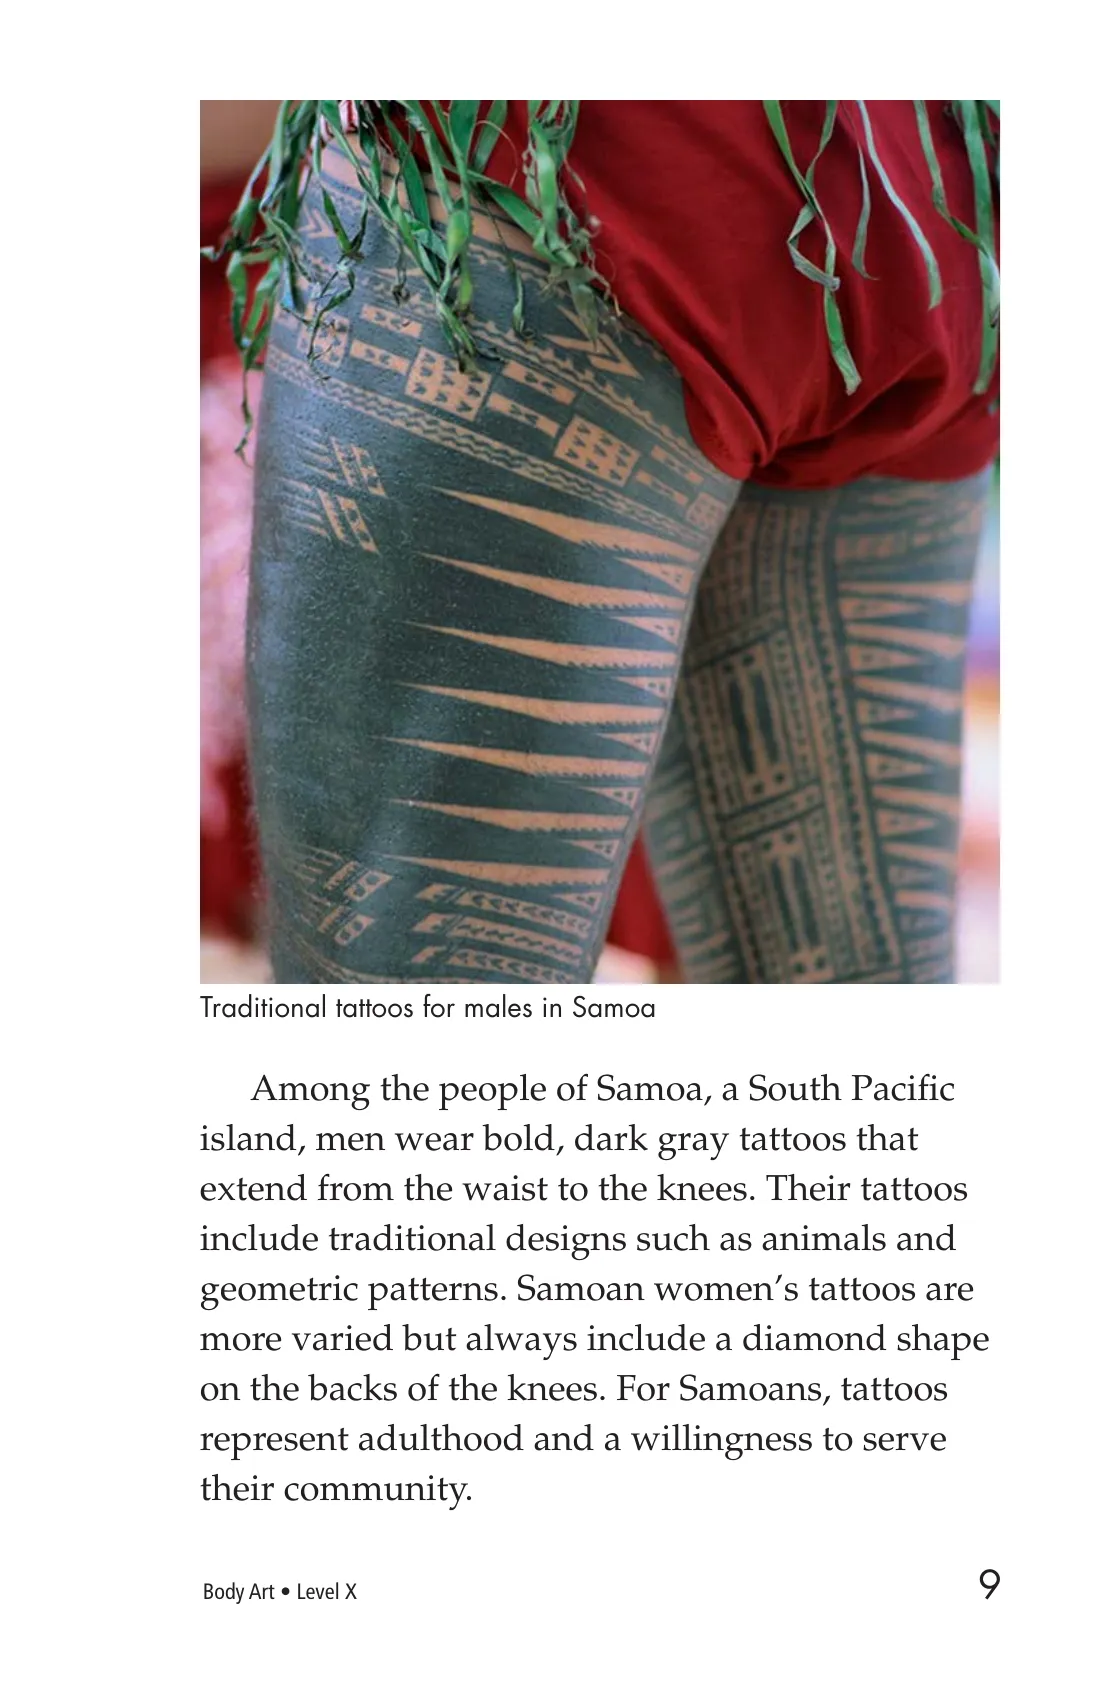 Traditional tattoos for males in Samoa
Among the people of Samoa, a South Pacific
island, men wear bold, dark gray tattoos that
extend from the waist to the knees. Their tattoos
include traditional designs such as animals and
geometric patterns. Samoan women’s tattoos are
more varied but always include a diamond shape
on the backs of the knees. For Samoans, tattoos
represent adulthood and a willingness to serve
their community.
Body Art • Level X
9